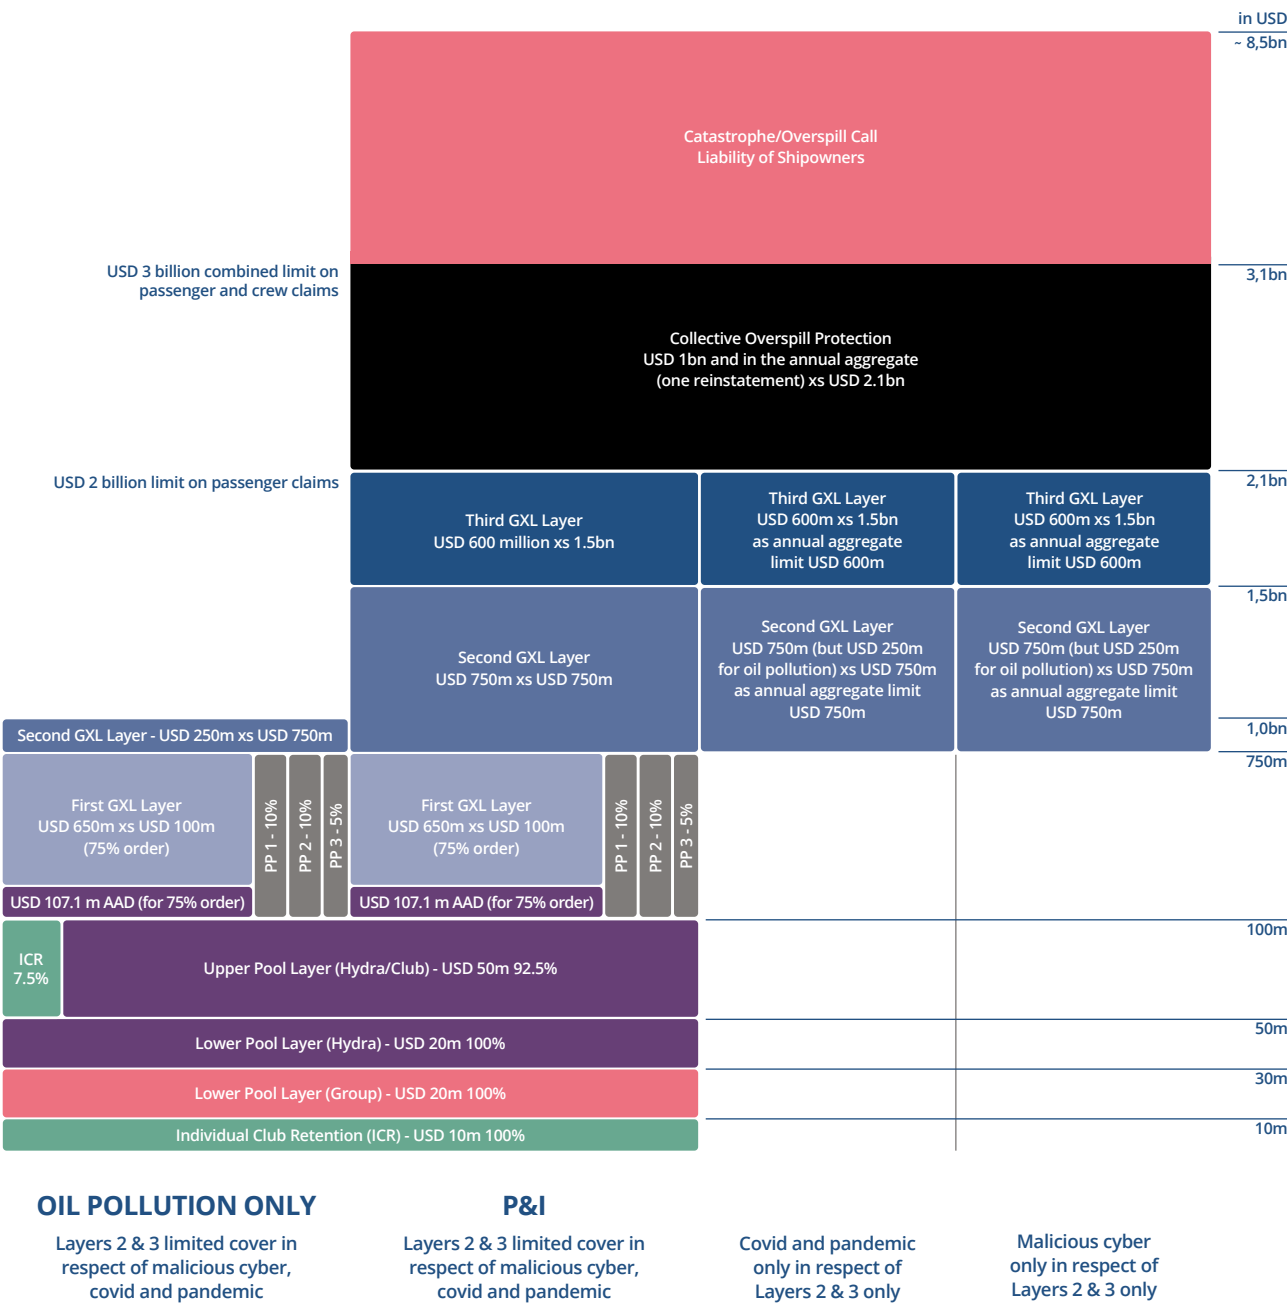 in USD
~ 8,5bn
Catastrophe/Overspill Call
Liability of Shipowners
USD 3 billion combined limit on
passenger and crew claims
3,1bn
Collective Overspill Protection
USD 1bn and in the annual aggregate
(one reinstatement) xs USD 2.1bn
USD 2 billion limit on passenger claims
2,1bn
Third GXL Layer
USD 600 million xs 1.5bn
Third GXL Layer
USD 600m xs 1.5bn
as annual aggregate
limit USD 600m
Third GXL Layer
USD 600m xs 1.5bn
as annual aggregate
limit USD 600m
1,5bn
Second GXL Layer
USD 750m xs USD 750m
Second GXL Layer
USD 750m (but USD 250m
for oil pollution) xs USD 750m
as annual aggregate limit
USD 750m
Second GXL Layer
USD 750m (but USD 250m
for oil pollution) xs USD 750m
as annual aggregate limit
USD 750m
1,0bn
Second GXL Layer - USD 250m xs USD 750m
750m
First GXL Layer
USD 650m xs USD 100m
(75% order)
PP 1 - 10%
PP 2 - 10%
PP 3 - 5%
First GXL Layer
USD 650m xs USD 100m
(75% order)
PP 1 - 10%
PP 2 - 10%
PP 3 - 5%
USD 107.1 m AAD (for 75% order)
USD 107.1 m AAD (for 75% order)
100m
ICR
7.5%
Upper Pool Layer (Hydra/Club) - USD 50m 92.5%
50m
Lower Pool Layer (Hydra) - USD 20m 100%
30m
Lower Pool Layer (Group) - USD 20m 100%
10m
Individual Club Retention (ICR) - USD 10m 100%
OIL POLLUTION ONLY
Layers 2 & 3 limited cover in
respect of malicious cyber,
covid and pandemic
P&I
Layers 2 & 3 limited cover in
respect of malicious cyber,
covid and pandemic
Covid and pandemic
only in respect of
Layers 2 & 3 only
Malicious cyber
only in respect of
Layers 2 & 3 only